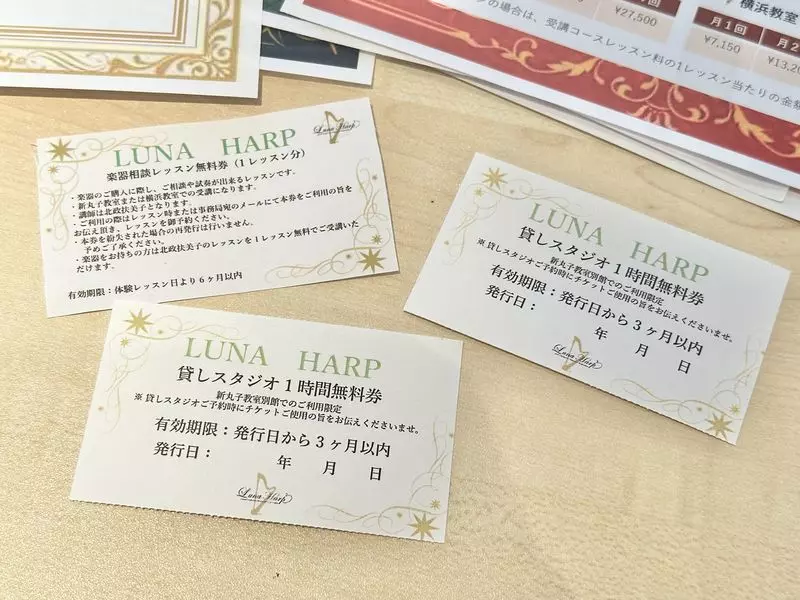 ¥27,500
横浜教室
月1回
月2
¥7,150
¥13,20
の場合は、受講コースレッスン料の1レッスン当たりの金額
LUNA HARP
Luna Harp
楽器相談レッスン無料券（1レッスン分）
・楽器のご購入に際し、ご相談や試奏が出来るレッスンです。
・新丸子教室または横浜教室での受講になります。
・講師は北政扶美子となります。
・ご利用の際はレッスン時または事務局宛のメールにて本券をご利用の旨を
お伝え頂き、レッスンを御予約ください。
・本券を紛失された場合の再発行は行いません。
予めご了承ください。
・楽器をお持ちの方は北政扶美子のレッスンを1レッスン無料でご受講いた
だけます。
有効期限：体験レッスン日より6ヶ月以内
LUNA HARP
貸しスタジオ1時間無料券
新丸子教室別館でのご利用限定
※ 貸しスタジオご予約時にチケットご使用の旨をお伝えくださいませ。
有効期限：発行日から3ヶ月以内
発行日： 年 月 日
Luna Harp
LUNA HARP
貸しスタジオ1時間無料券
新丸子教室別館でのご利用限定
※ 貸しスタジオご予約時にチケットご使用の旨をお伝えくださいませ。
有効期限：発行日から3ヶ月以内
発行日： 年 月 日
Luna Harp